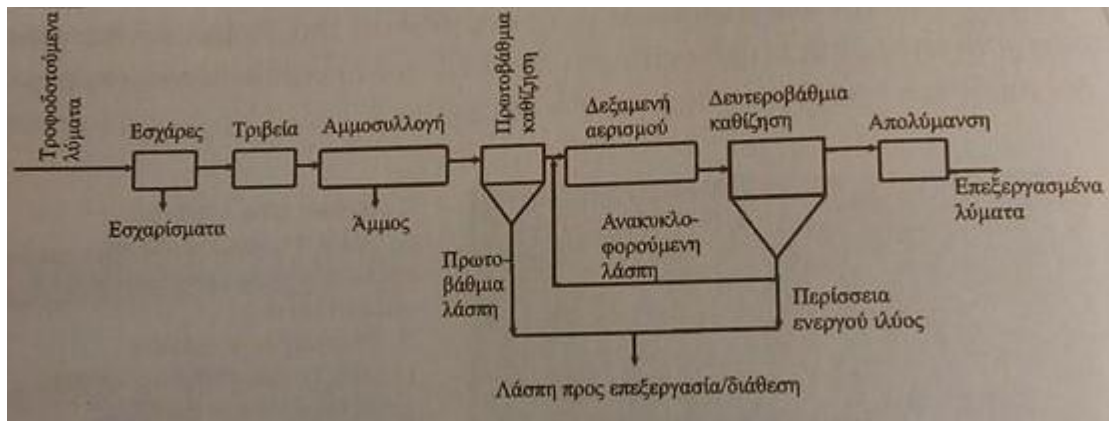 Τροφοδοτούμενα
λύματα
Εσχάρες
Τριβεία
Αμμοσυλλογή
Πρωτοβάθμια
καθίζηση
Δεξαμενή
αερισμού
Δευτεροβάθμια
καθίζηση
Απολύμανση
Εσχαρίσματα
Άμμος
Πρωτο-
βάθμια
λάσπη
Ανακυκλο-
φορούμενη
λάσπη
Περίσσεια
ενεργού ιλύος
Επεξεργασμένα
λύματα
Λάσπη προς επεξεργασία/διάθεση